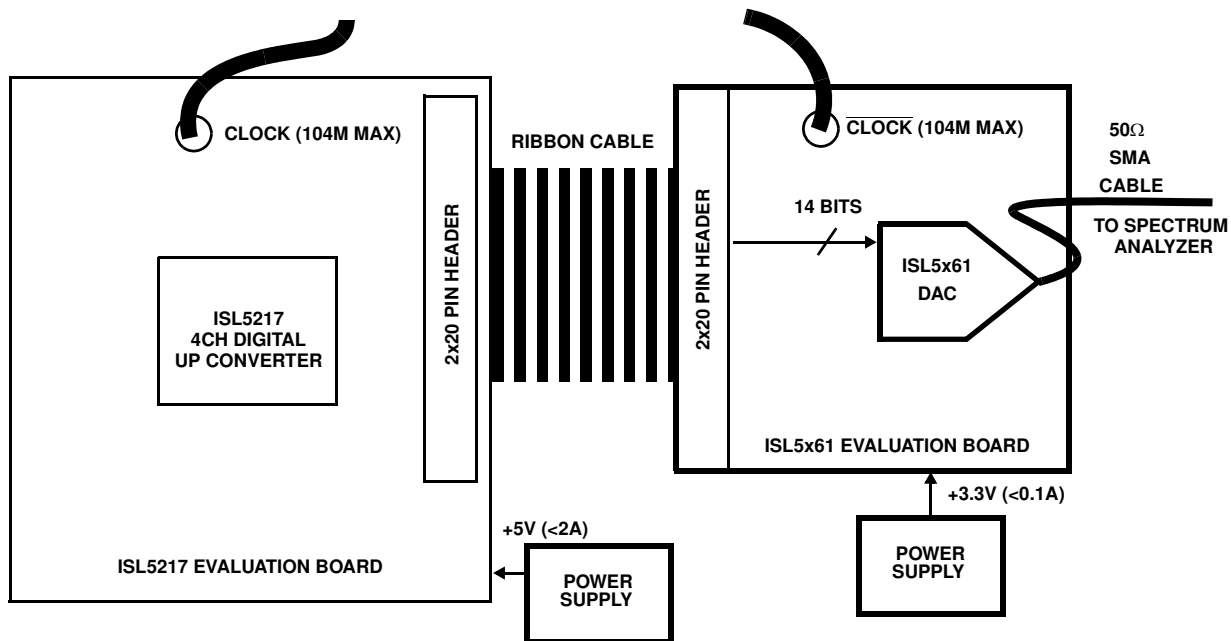 CLOCK (104M MAX)
2x20 PIN HEADER
ISL5217
4CH DIGITAL
UP CONVERTER
ISL5217 EVALUATION BOARD
+5V (<2A)
POWER
SUPPLY
RIBBON CABLE
2x20 PIN HEADER
C̅L̅O̅C̅K̅ (104M MAX)
14 BITS
ISL5x61
DAC
ISL5x61 EVALUATION BOARD
+3.3V (<0.1A)
POWER
SUPPLY
50Ω
SMA
CABLE
TO SPECTRUM
ANALYZER